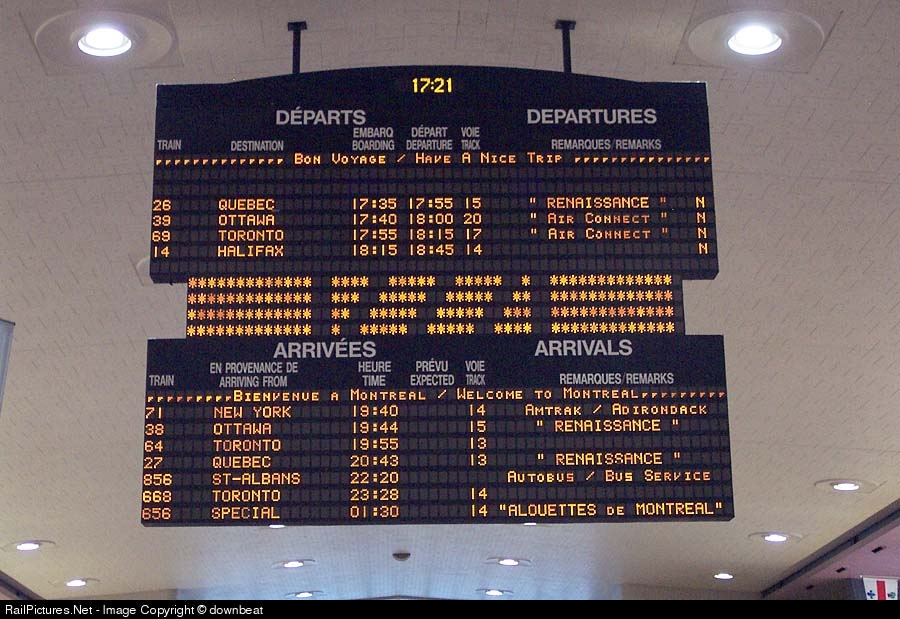 17:21
DÉPARTS DEPARTURES
TRAIN DESTINATION EMBARQ BOARDING DÉPART DEPARTURE VOIE TRACK REMARQUES/REMARKS
BON VOYAGE / HAVE A NICE TRIP
26 QUEBEC 17:35 17:55 15 " RENAISSANCE " N
39 OTTAWA 17:40 18:00 20 " AIR CONNECT " N
69 TORONTO 17:55 18:15 17 " AIR CONNECT " N
14 HALIFAX 18:15 18:45 14 N
ARRIVÉES ARRIVALS
TRAIN EN PROVENANCE DE ARRIVING FROM HEURE TIME PRÉVU EXPECTED VOIE TRACK REMARQUES/REMARKS
BIENVENUE A MONTREAL / WELCOME TO MONTREAL
71 NEW YORK 19:40 14 AMTRAK / ADIRONDACK
38 OTTAWA 19:44 15 " RENAISSANCE "
64 TORONTO 19:55 13
27 QUEBEC 20:43 13 " RENAISSANCE "
856 ST-ALBANS 22:20 AUTOBUS / BUS SERVICE
668 TORONTO 23:28 14
656 SPECIAL 01:30 14 "ALOUETTES DE MONTREAL"
RailPictures.Net - Image Copyright © downbeat